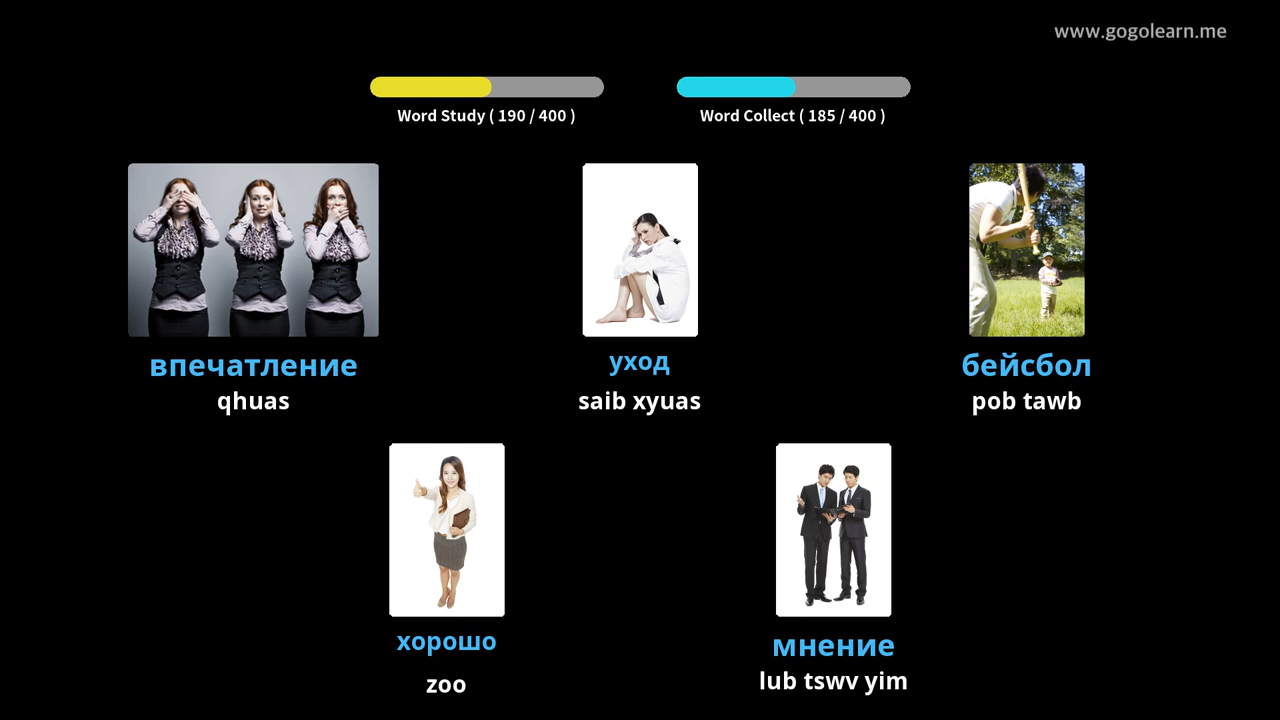 www.gogolearn.me
Word Study ( 190 / 400 )
Word Collect ( 185 / 400 )
впечатление
qhuas
уход
saib xyuas
бейсбол
pob tawb
хорошо
zoo
мнение
lub tswv yim